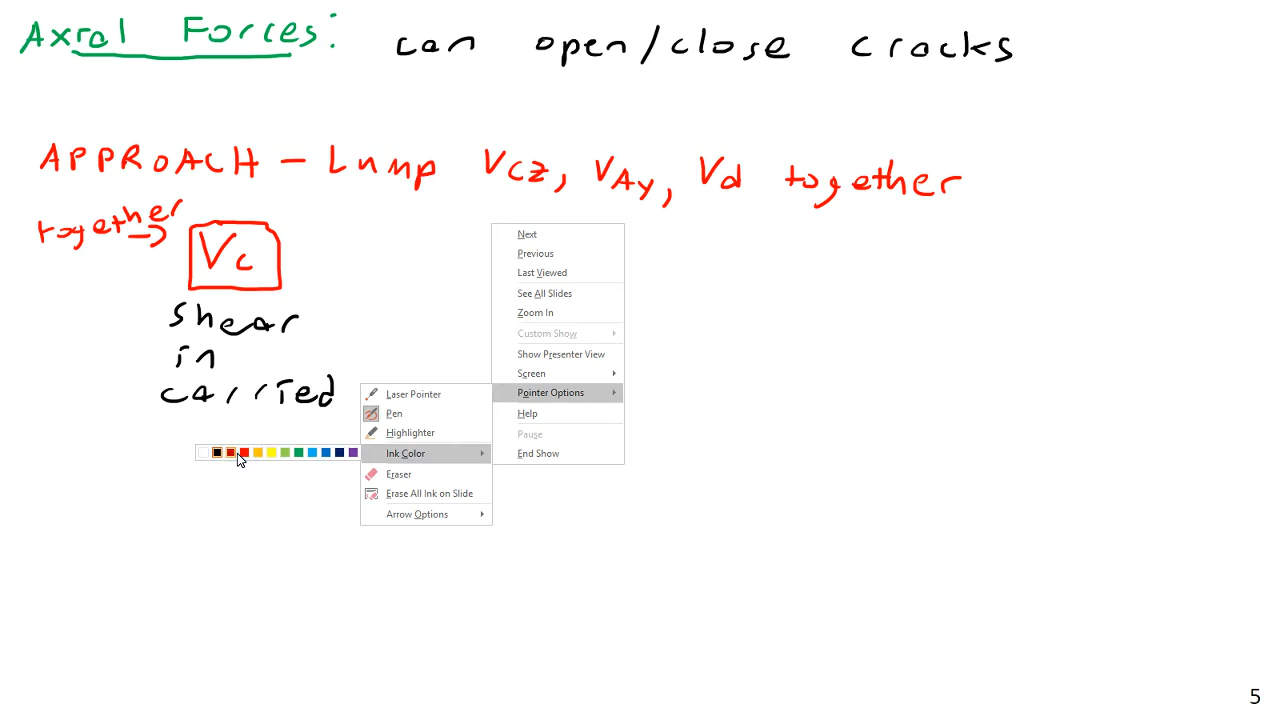 Axial Forces: can open/close cracks
APPROACH - Lump Vcz, VAy, Vd together
together →
Vc
shear
in
carried
Next
Previous
Last Viewed
See All Slides
Zoom In
Custom Show
Show Presenter View
Screen
Pointer Options
Help
Pause
End Show
Laser Pointer
Pen
Highlighter
Ink Color
Eraser
Erase All Ink on Slide
Arrow Options
5